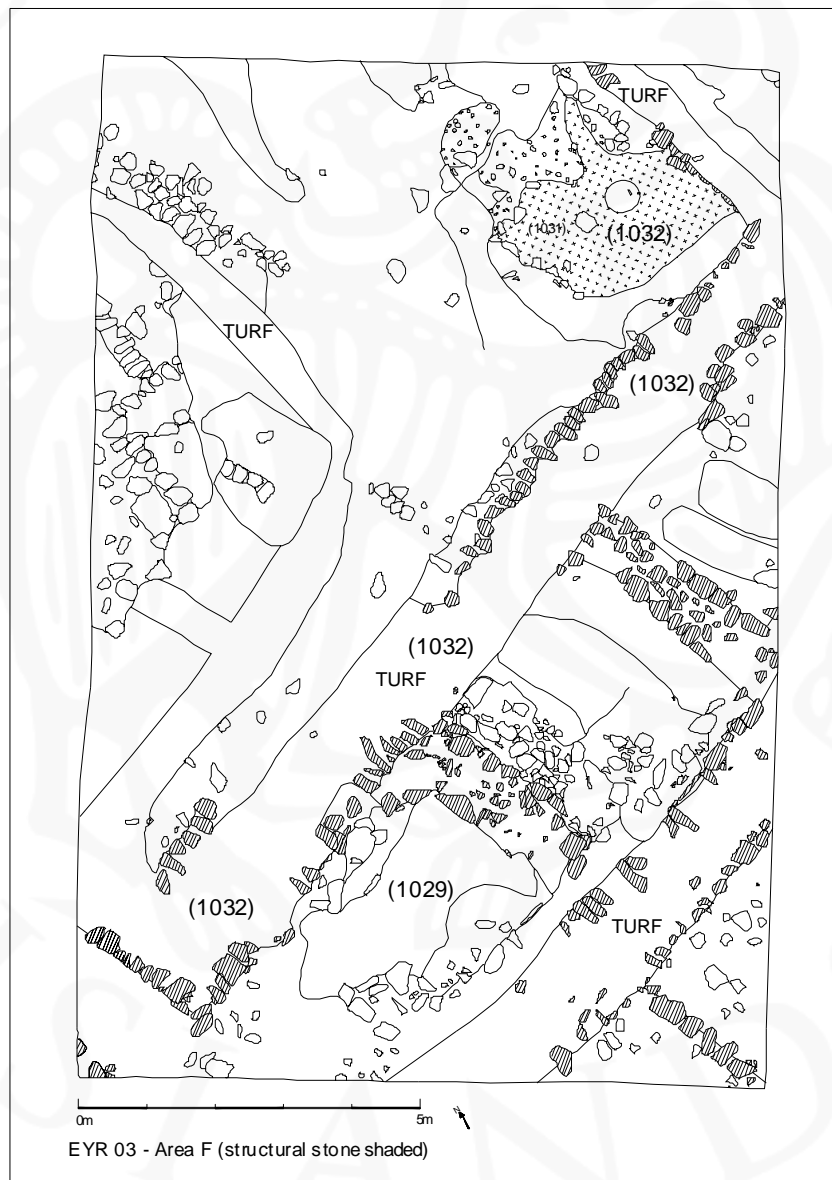 TURF
(1031)
(1032)
TURF
(1032)
(1032)
TURF
(1029)
(1032)
TURF
0m
5m
N
EYR 03 - Area F (structural stone shaded)